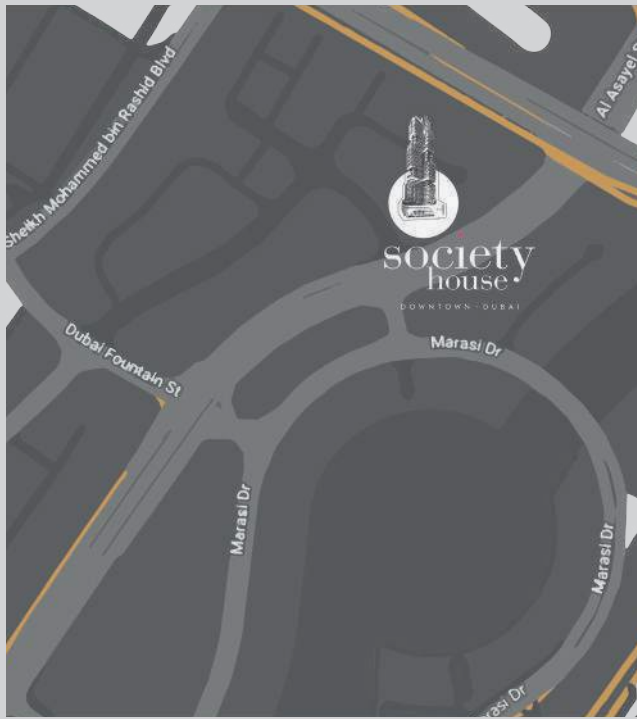 Sheikh Mohammed bin Rashid Blvd
Al Asayel
society
house
DOWNTOWN - DUBAI
Dubai Fountain St
Marasi Dr
Marasi Dr
Marasi Dr
arasi Dr